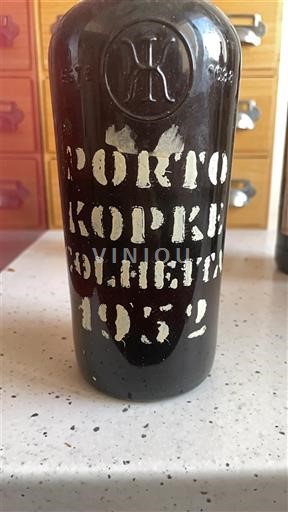 PORTO
KOPKE
COLHEITA
VINIOU
1952